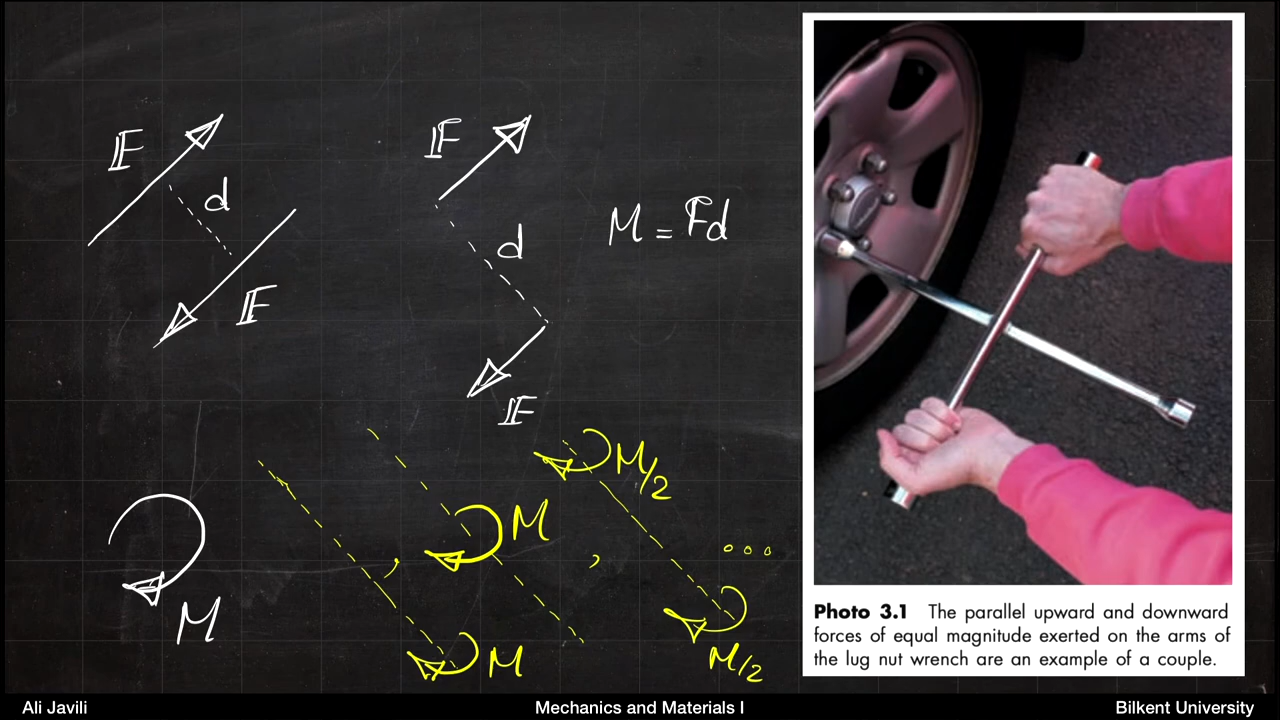 F
d
F
F
d
F
M = Fd
M
M
M
M/2
M/2
Photo 3.1 The parallel upward and downward
forces of equal magnitude exerted on the arms of
the lug nut wrench are an example of a couple.
Ali Javili
Mechanics and Materials I
Bilkent University